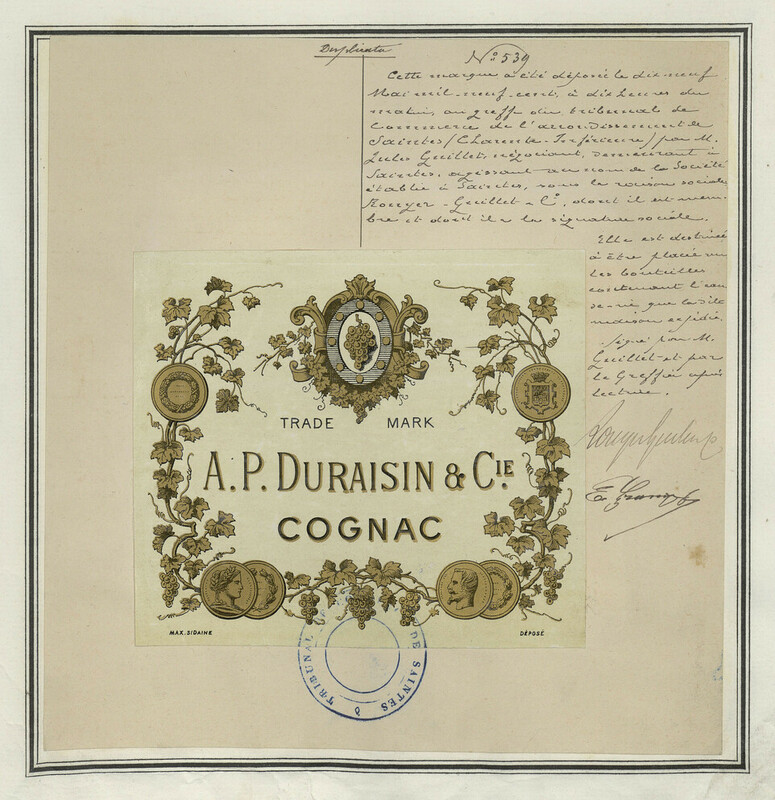 Duplicata
N° 539
Cette marque a été déposée le dix-neuf
Mai mil-neuf-cent, à dix heures du
matin, au greffe du tribunal de
Commerce de l'arrondissement de
Saintes (Charente-Inférieure) par M.
Jules Guillet, négociant, demeurant à
Saintes, agissant au nom de la Société
établie à Saintes, sous la raison sociale
Rouyer-Guillet & Cie, dont il est mem-
bre et dont il a la signature sociale.
Elle est destinée
à être placée sur
les bouteilles
contenant l'eau
de-vie que la dite
maison expédie.
Signé par M.
Guillet et par
le Greffier après
lecture.
TRADE MARK
A.P. DURAISIN & CIE.
COGNAC
MAX. SIDAINE
DÉPOSÉ
TRIBUNAL DE SAINTES